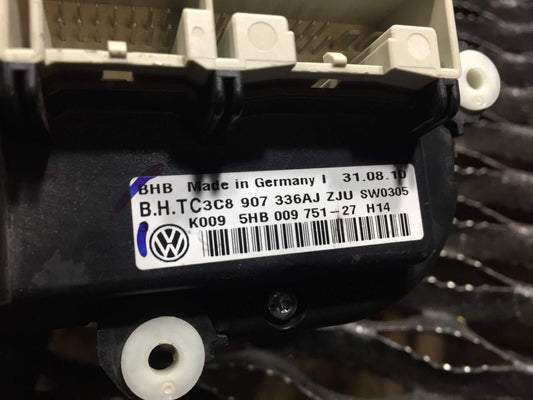 BHB Made in Germany I 31.08.10
B.H.TC3C8 907 336AJ ZJU SW0305
K009 5HB 009 751-27 H14